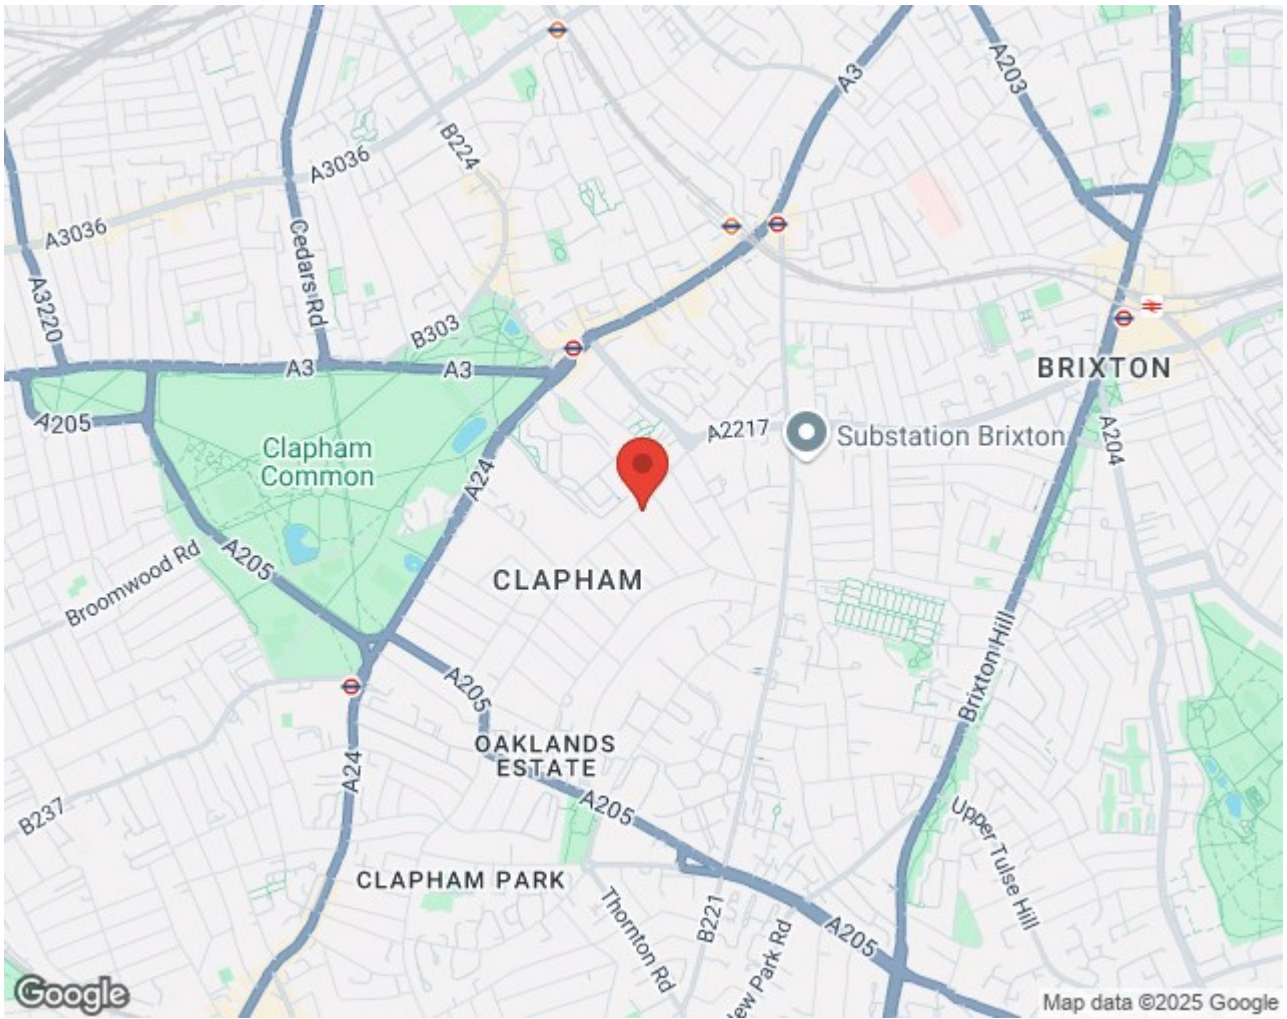 A3
A203
B224
A3036
A3036
Cedars Rd
A3220
B303
A3
A3
BRIXTON
A205
A2217
Substation Brixton
A204
Clapham
Common
A24
A205
Broomwood Rd
CLAPHAM
Brixton Hill
A205
OAKLANDS
ESTATE
A24
A205
B237
Upper Tulse Hill
CLAPHAM PARK
Thornton Rd
B221
New Park Rd
A205
Google
Map data ©2025 Google